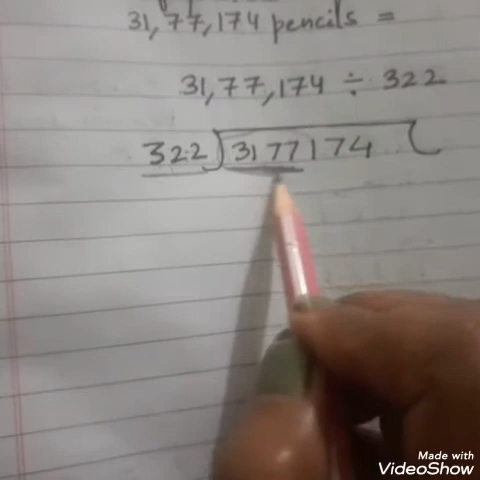 31,77,174 pencils =
31,77,174 ÷ 322
322)3177174(
Made with
VideoShow